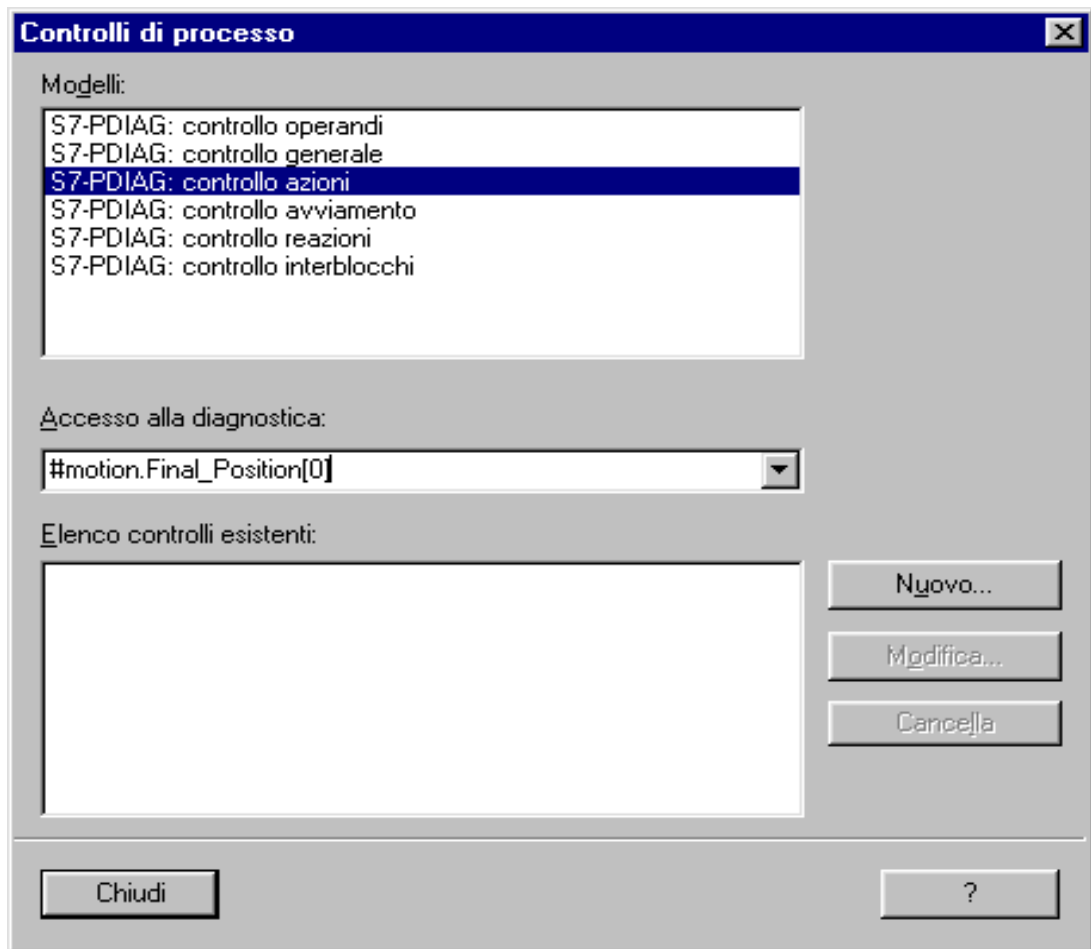 Controlli di processo
Modelli:
S7-PDIAG: controllo operandi
S7-PDIAG: controllo generale
S7-PDIAG: controllo azioni
S7-PDIAG: controllo avviamento
S7-PDIAG: controllo reazioni
S7-PDIAG: controllo interblocchi
Accesso alla diagnostica:
#motion.Final_Position[0]
Elenco controlli esistenti:
Nuovo...
Modifica...
Cancella
Chiudi
?